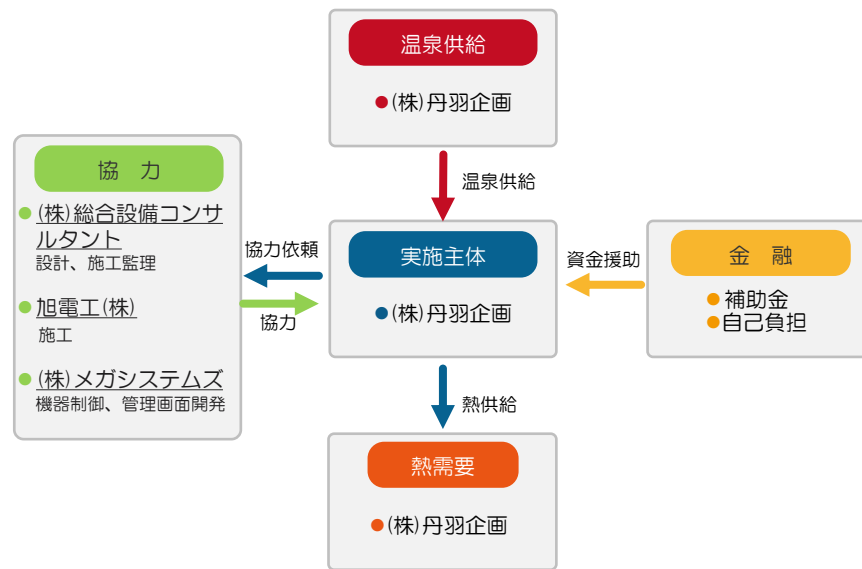 温泉供給
●(株)丹羽企画
温泉供給
協　力
●(株)総合設備コンサ
ルタント
設計、施工監理
●旭電工(株)
施工
●(株)メガシステムズ
機器制御、管理画面開発
協力依頼
協力
実施主体
●(株)丹羽企画
資金援助
金　融
●補助金
●自己負担
熱供給
熱需要
●(株)丹羽企画